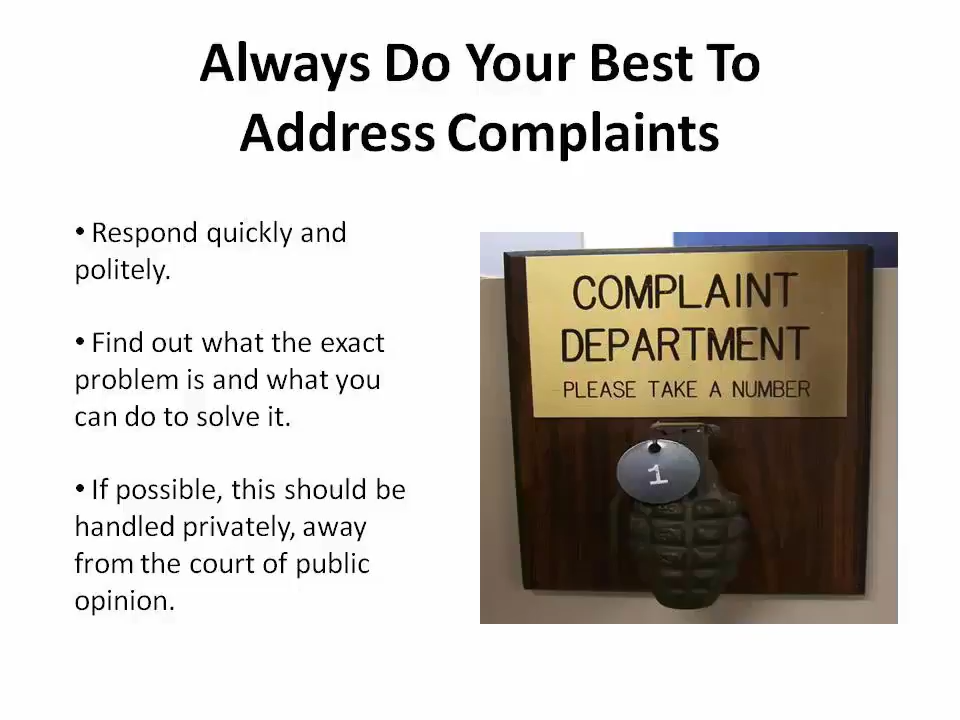 Always Do Your Best To
Address Complaints
• Respond quickly and
politely.
• Find out what the exact
problem is and what you
can do to solve it.
• If possible, this should be
handled privately, away
from the court of public
opinion.
COMPLAINT
DEPARTMENT
PLEASE TAKE A NUMBER
1